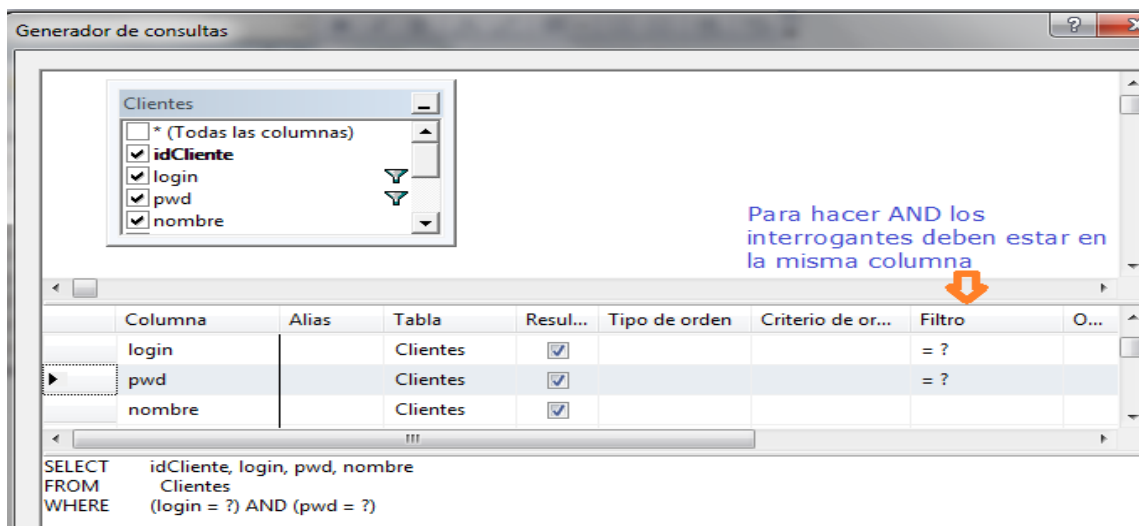 Generador de consultas
Clientes
* (Todas las columnas)
idCliente
login
pwd
nombre
Para hacer AND los
interrogantes deben estar en
la misma columna
Columna Alias Tabla Resul... Tipo de orden Criterio de or... Filtro O...
login Clientes = ?
pwd Clientes = ?
nombre Clientes
SELECT idCliente, login, pwd, nombre
FROM Clientes
WHERE (login = ?) AND (pwd = ?)